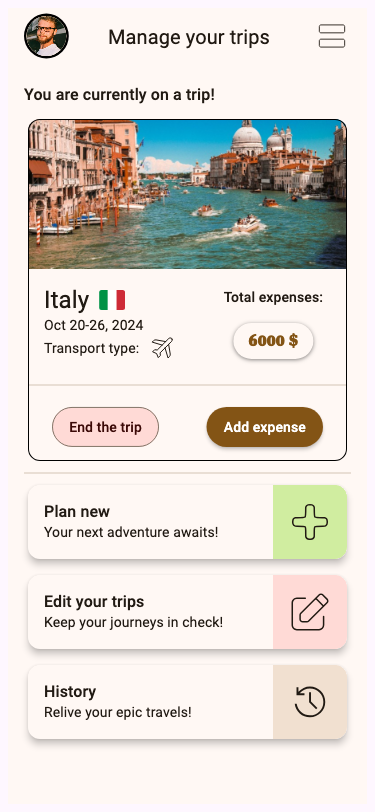 Manage your trips
You are currently on a trip!
Italy
Oct 20-26, 2024
Transport type:
Total expenses:
6000 $
End the trip
Add expense
Plan new
Your next adventure awaits!
Edit your trips
Keep your journeys in check!
History
Relive your epic travels!